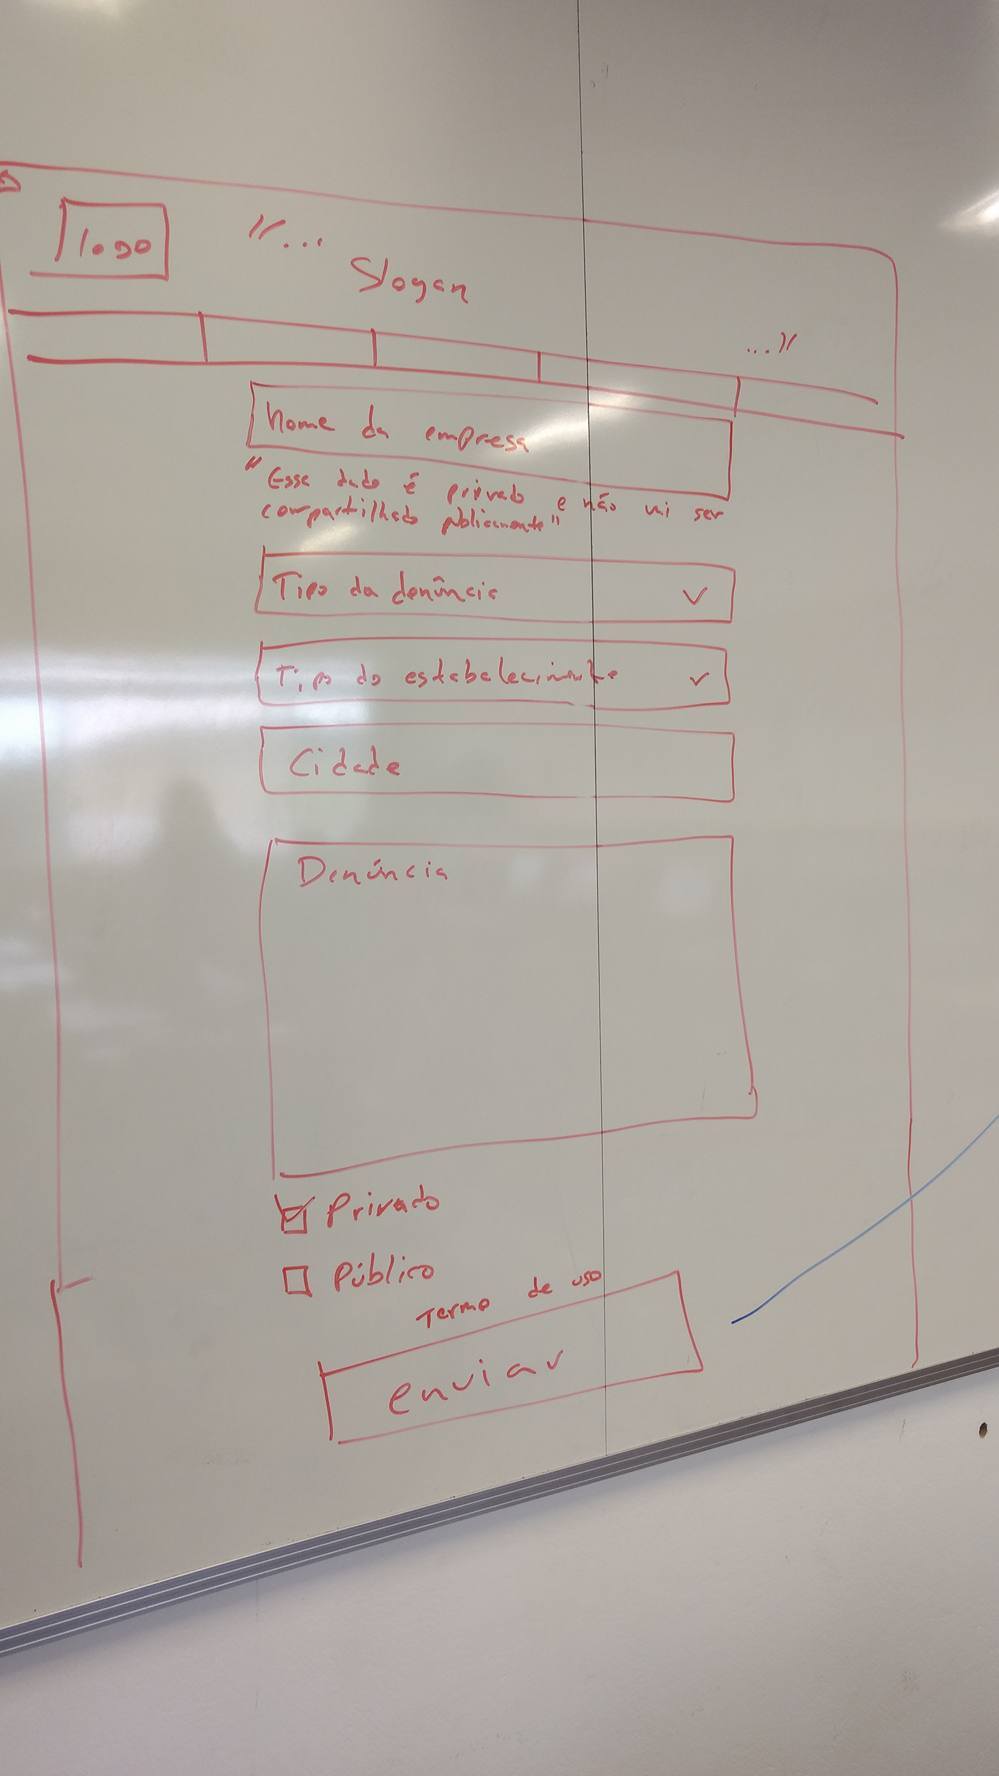 logo
"...
Slogan
..."
Nome da empresa
"Esse dado é privado e não vai ser
compartilhado publicamente"
Tipo da denúncia
Tipo do estabelecimento
Cidade
Denúncia
Privado
Público
Termo de uso
enviar